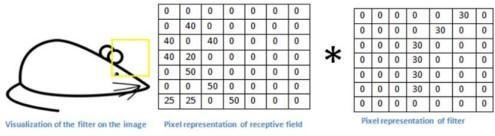 0 0 0 0 0 0 0
0 40 0 0 0 0 0
40 0 40 0 0 0 0
40 20 0 0 0 0 0
0 50 0 0 0 0 0
0 0 50 0 0 0 0
25 25 0 50 0 0 0
*
0 0 0 0 0 30 0
0 0 0 0 30 0 0
0 0 0 30 0 0 0
0 0 0 30 0 0 0
0 0 0 30 0 0 0
0 0 0 30 0 0 0
0 0 0 0 0 0 0
Visualization of the filter on the image
Pixel representation of receptive field
Pixel representation of filter